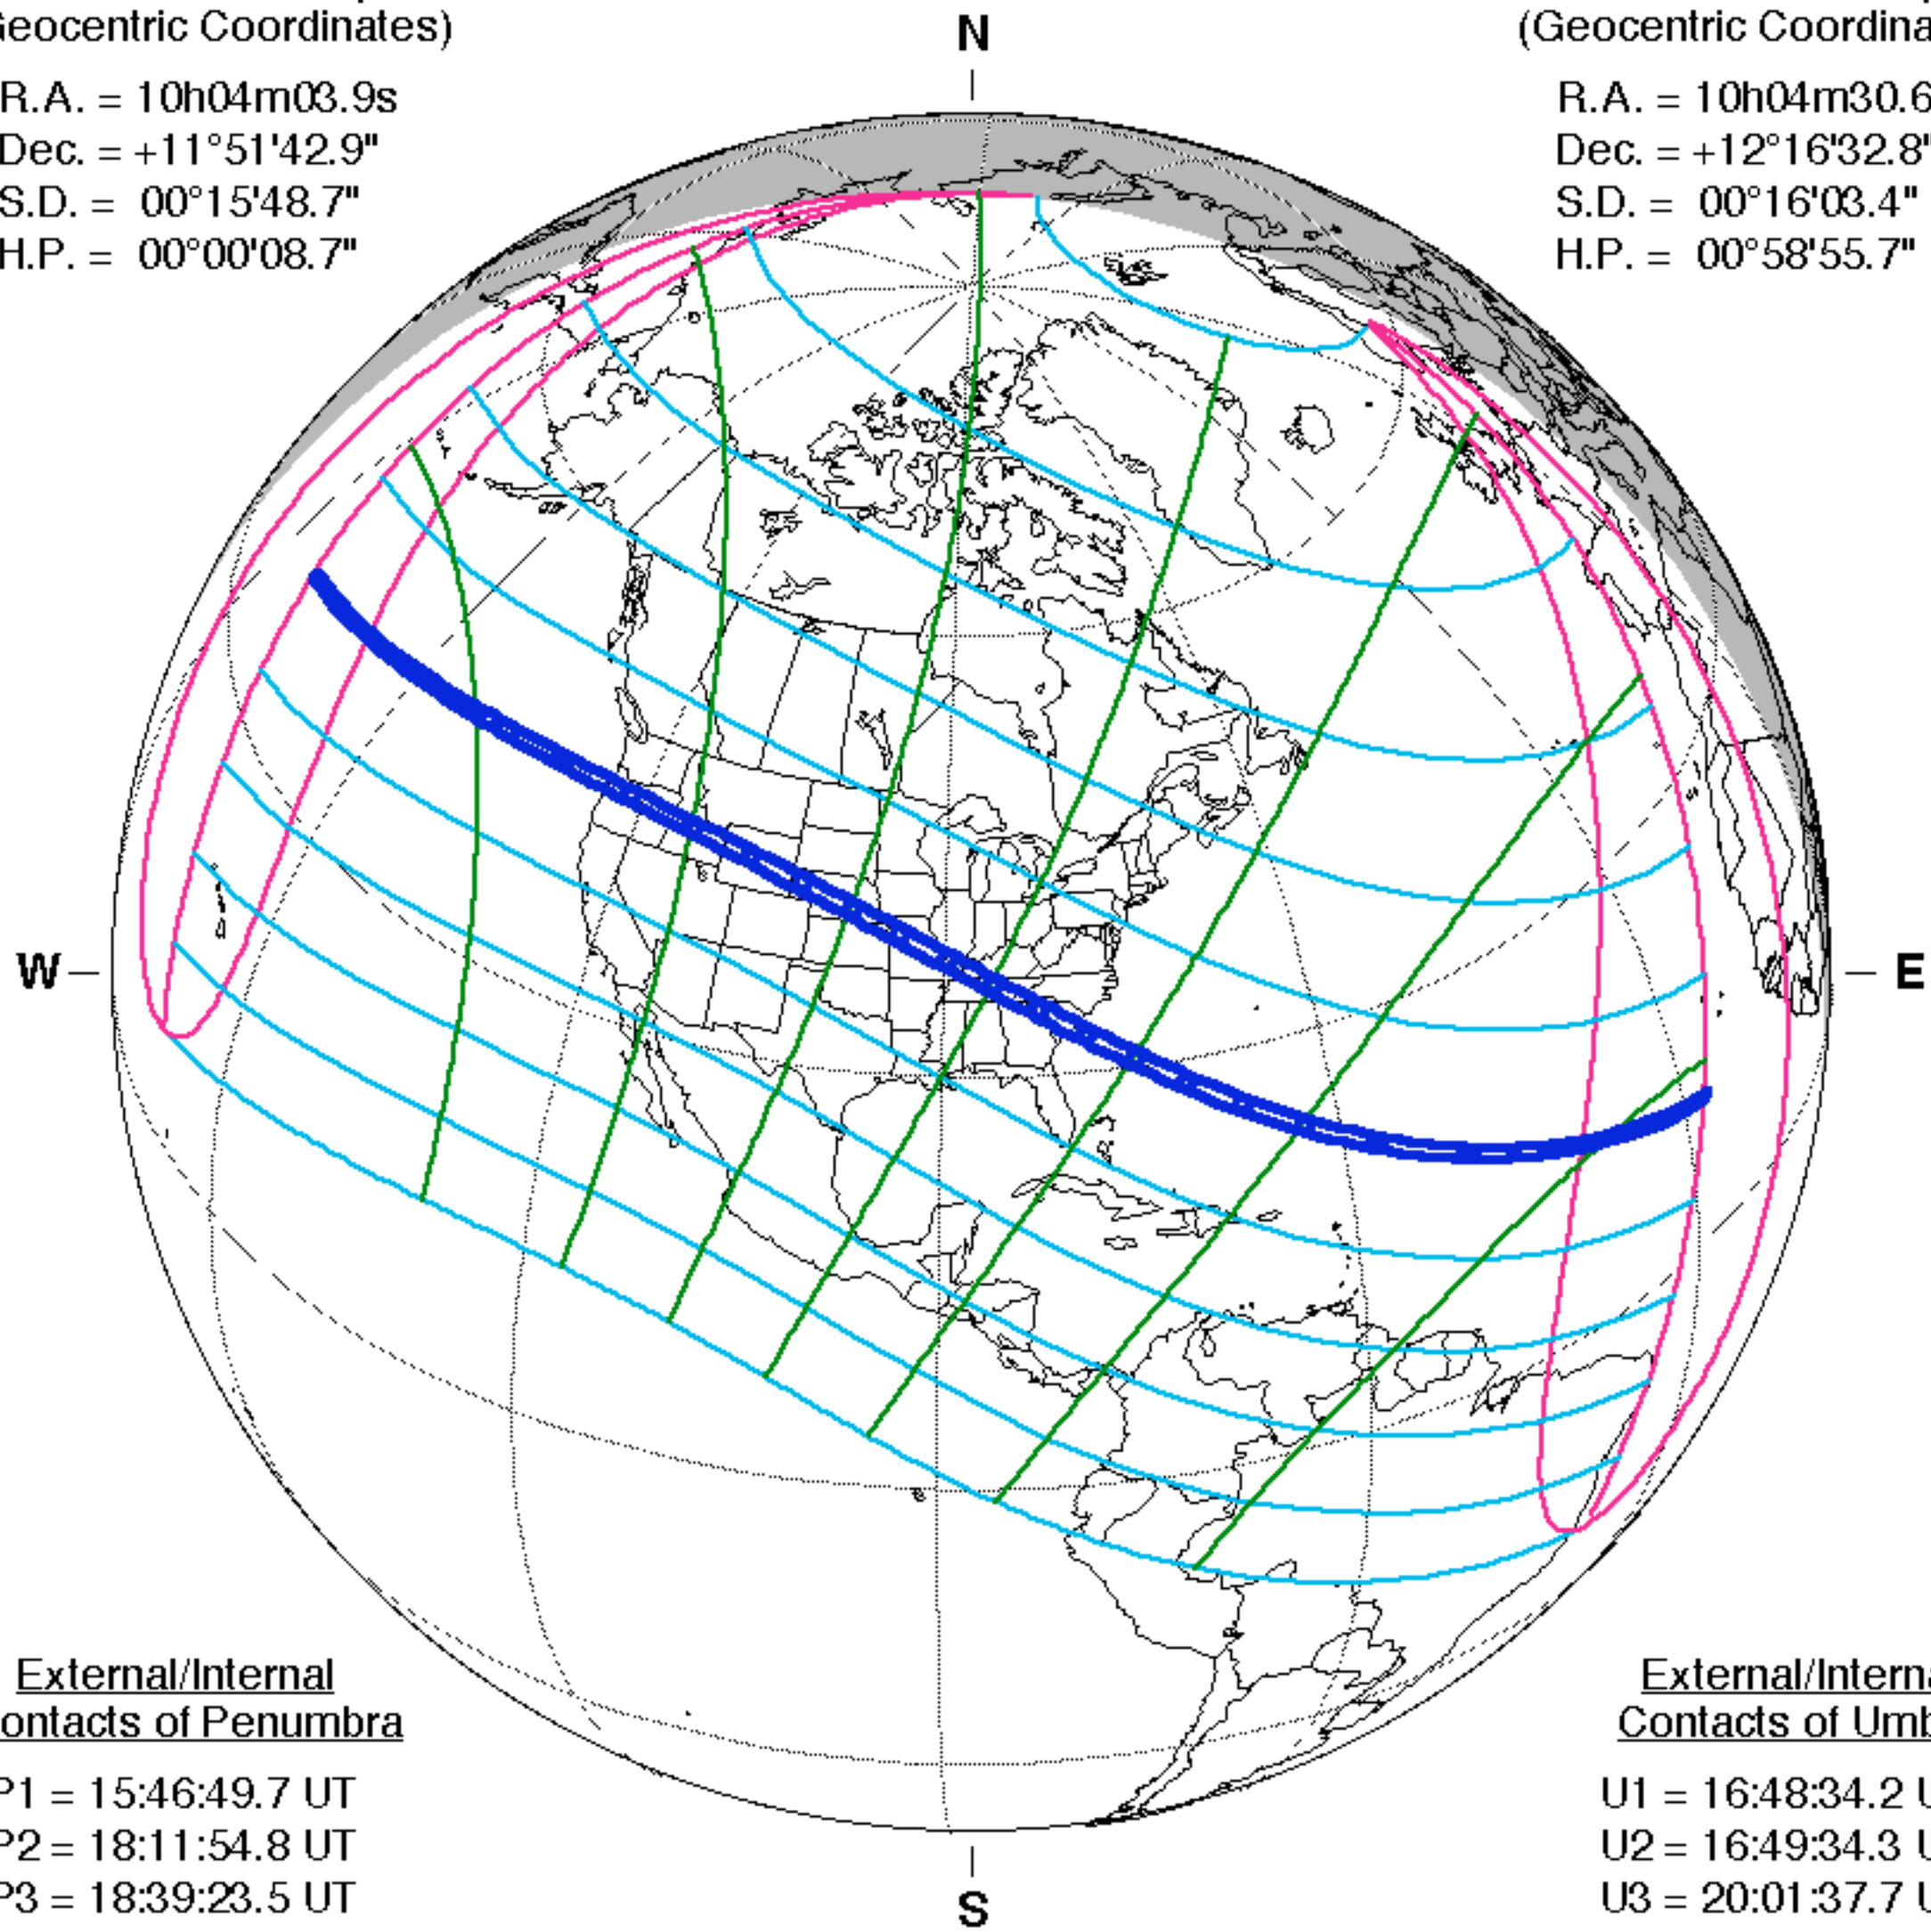 eocentric Coordinates)
R.A. = 10h04m03.9s
Dec. = +11°51'42.9"
S.D. = 00°15'48.7"
H.P. = 00°00'08.7"
N
(Geocentric Coordina
R.A. = 10h04m30.6
Dec. = +12°16'32.8"
S.D. = 00°16'03.4"
H.P. = 00°58'55.7"
W
E
External/Internal
ontacts of Penumbra
P1 = 15:46:49.7 UT
P2 = 18:11:54.8 UT
P3 = 18:39:23.5 UT
S
External/Interna
Contacts of Umb
U1 = 16:48:34.2 U
U2 = 16:49:34.3 U
U3 = 20:01:37.7 U